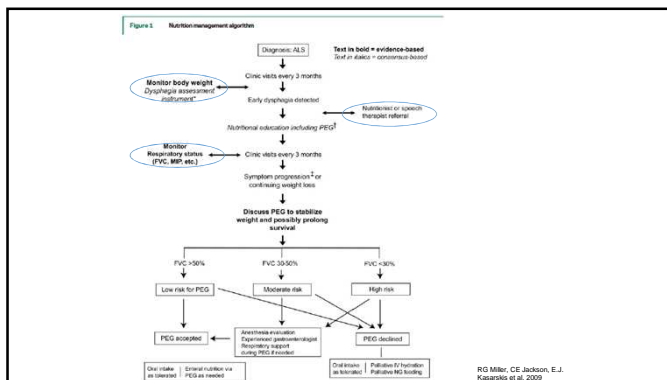 Figure 1 Nutrition management algorithm
Diagnosis: ALS
Text in bold = evidence-based
Text in italics = consensus-based
Clinic visits every 3 months
Monitor body weight
Dysphagia assessment
instrument*
Early dysphagia detected
Nutritionist or speech
therapist referral
Nutritional education including PEG†
Monitor
Respiratory status
(FVC, MIP, etc.)
Clinic visits every 3 months
Symptom progression‡ or
continuing weight loss
Discuss PEG to stabilize
weight and possibly prolong
survival
FVC >50%
FVC 30-50%
FVC <30%
Low risk for PEG
Moderate risk
High risk
PEG accepted
Anesthesia evaluation
Experienced gastroenterologist
Respiratory support
during PEG if needed
PEG declined
Oral intake
as tolerated
Enteral nutrition via
PEG as needed
Oral intake
as tolerated
Palliative IV hydration
Palliative NG feeding
RG Miller, CE Jackson, E.J.
Kasarskis et al. 2009